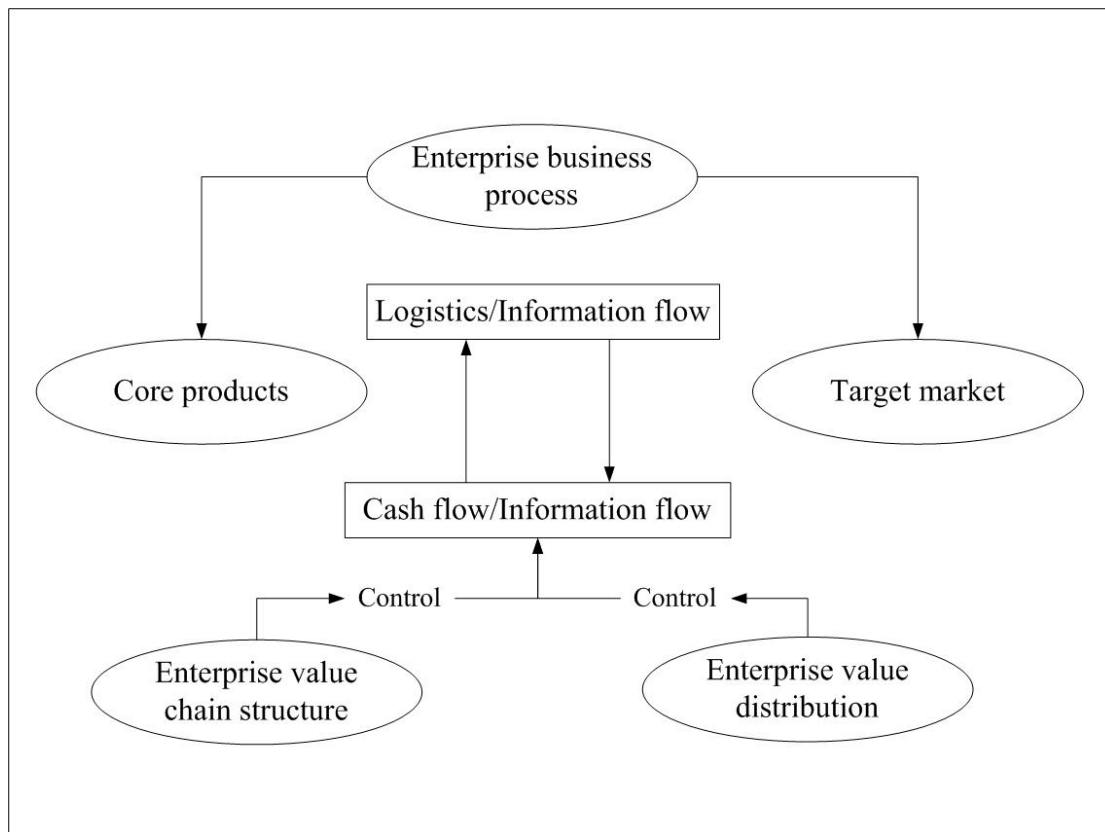 Enterprise business
process
Logistics/Information flow
Core products
Target market
Cash flow/Information flow
Control
Control
Enterprise value
chain structure
Enterprise value
distribution